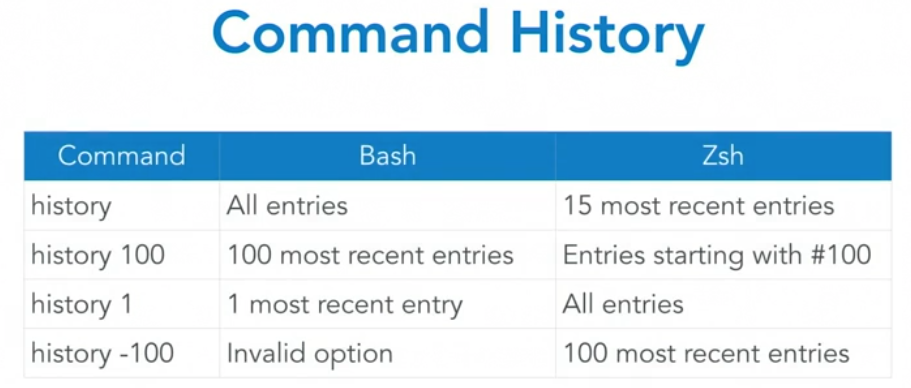 Command History
Command Bash Zsh
history All entries 15 most recent entries
history 100 100 most recent entries Entries starting with #100
history 1 1 most recent entry All entries
history -100 Invalid option 100 most recent entries